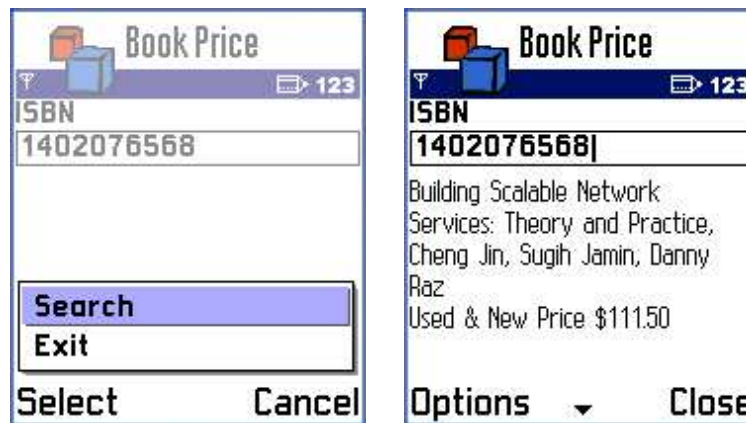 Book Price
123
ISBN
1402076568
Search
Exit
Select Cancel
Book Price
123
ISBN
1402076568
Building Scalable Network
Services: Theory and Practice,
Cheng Jin, Sugih Jamin, Danny
Raz
Used & New Price $111.50
Options Close